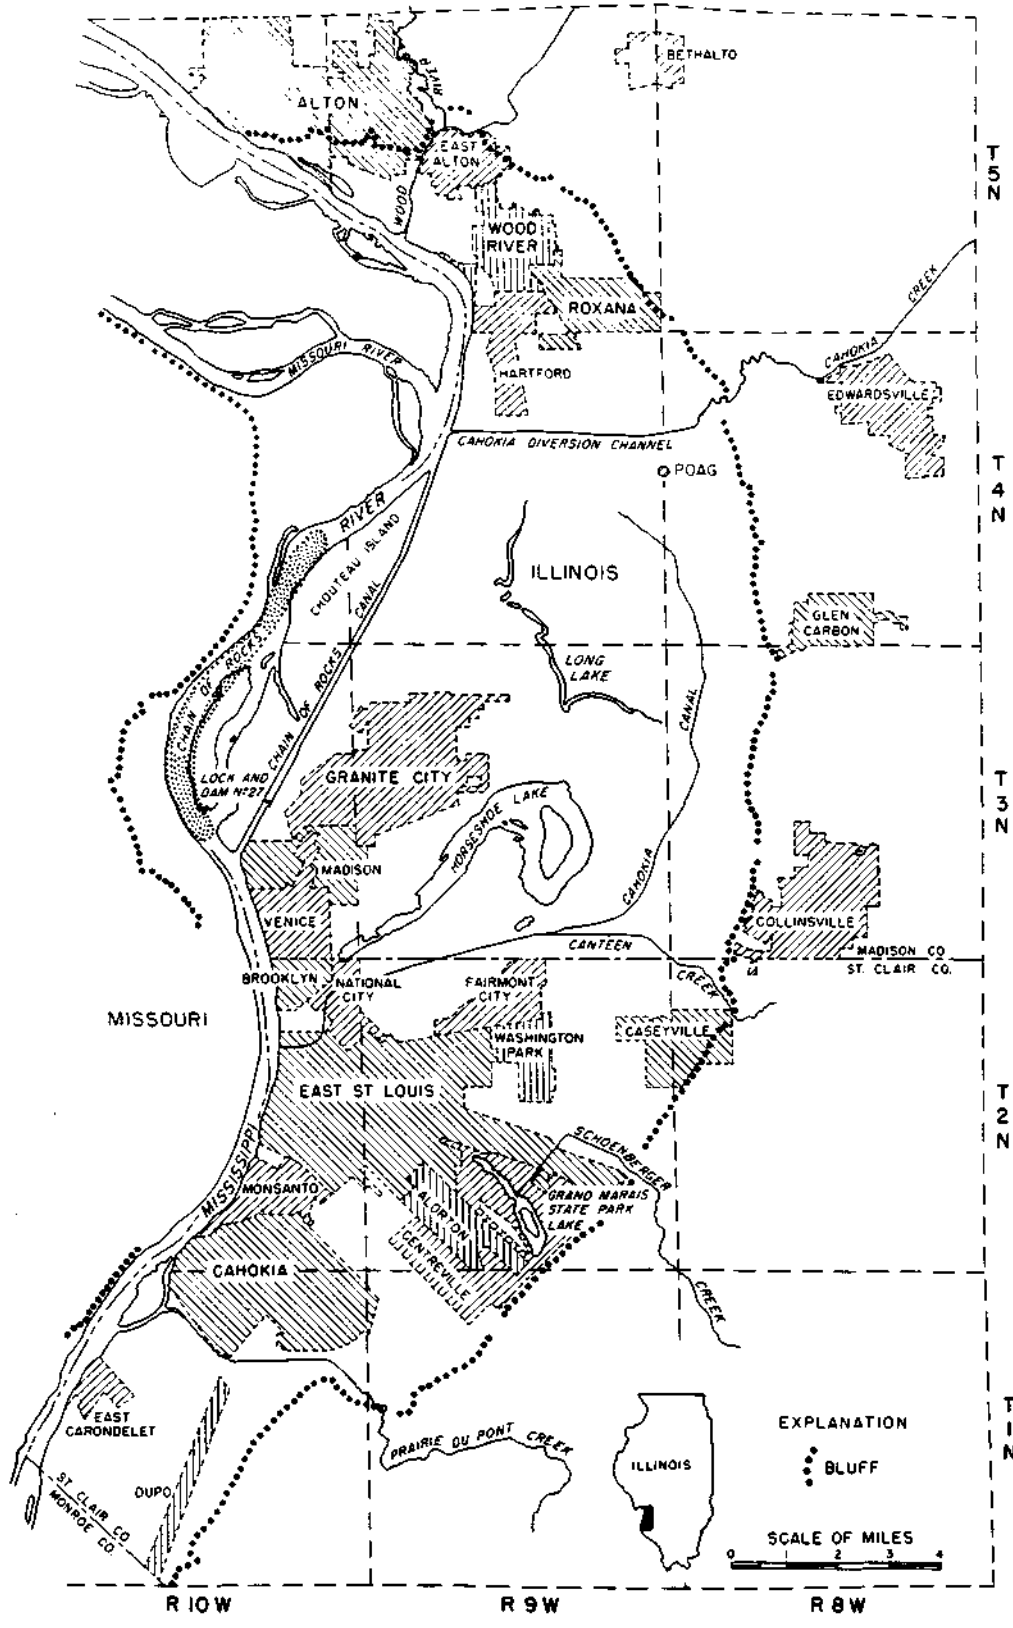 BETHALTO
RIVER
ALTON
EAST
ALTON
T
5
N
WOOD
WOOD
RIVER
CREEK
ROXANA
MISSOURI RIVER
CAHOKIA
HARTFORD
EDWARDSVILLE
CAHOKIA DIVERSION CHANNEL
POAG
T
4
N
RIVER
CHOUTEAU ISLAND
ILLINOIS
CANAL
GLEN
CARBON
CHAIN OF ROCKS
LONG
LAKE
CHAIN OF ROCKS
CANAL
LOCK AND
DAM Nº27
GRANITE CITY
T
3
N
HORSESHOE LAKE
MADISON
CAHOKIA
VENICE
COLLINSVILLE
CANTEEN
MADISON CO
ST. CLAIR CO.
BROOKLYN
NATIONAL
CITY
FAIRMONT
CITY
CREEK
MISSOURI
WASHINGTON
PARK
CASEYVILLE
EAST ST LOUIS
T
2
N
SCHOENBERGER
MISSISSIPPI
MONSANTO
ALORTON
GRAND MARAIS
STATE PARK
LAKE
CENTREVILLE
CAHOKIA
CREEK
EAST
CARONDELET
PRAIRIE DU PONT CREEK
EXPLANATION
BLUFF
ILLINOIS
T
1
N
DUPO
ST. CLAIR CO.
MONROE CO.
SCALE OF MILES
0 1 2 3 4
R 10 W R 9 W R 8 W